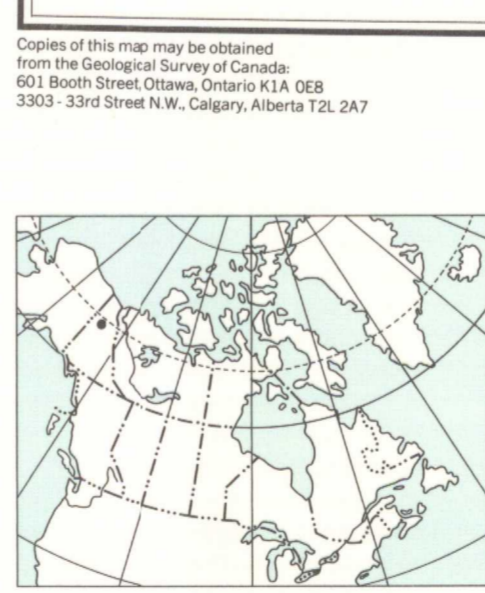 Copies of this map may be obtained
from the Geological Survey of Canada:
601 Booth Street, Ottawa, Ontario K1A 0E8
3303 - 33rd Street N.W., Calgary, Alberta T2L 2A7